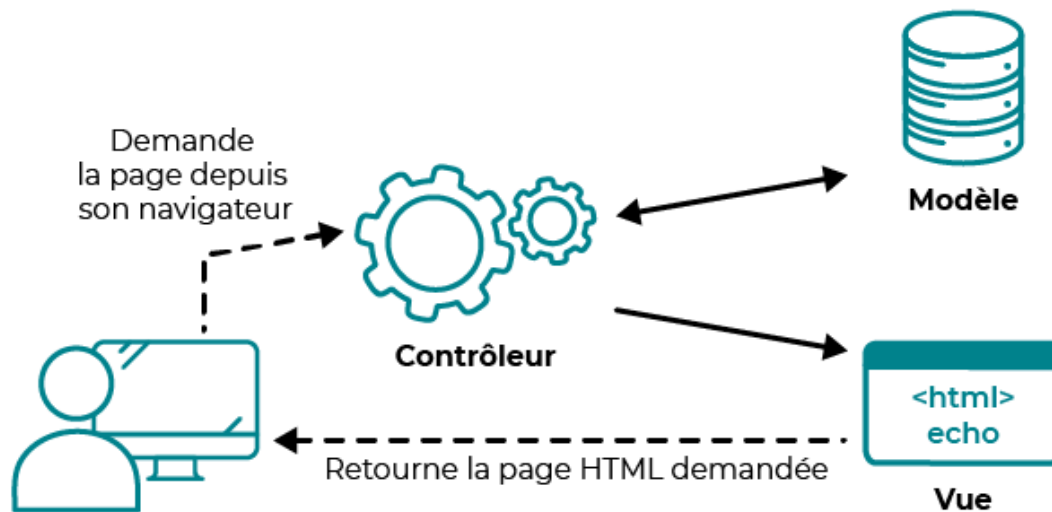 Demande
la page depuis
son navigateur
Modèle
Contrôleur
<html>
echo
Retourne la page HTML demandée
Vue